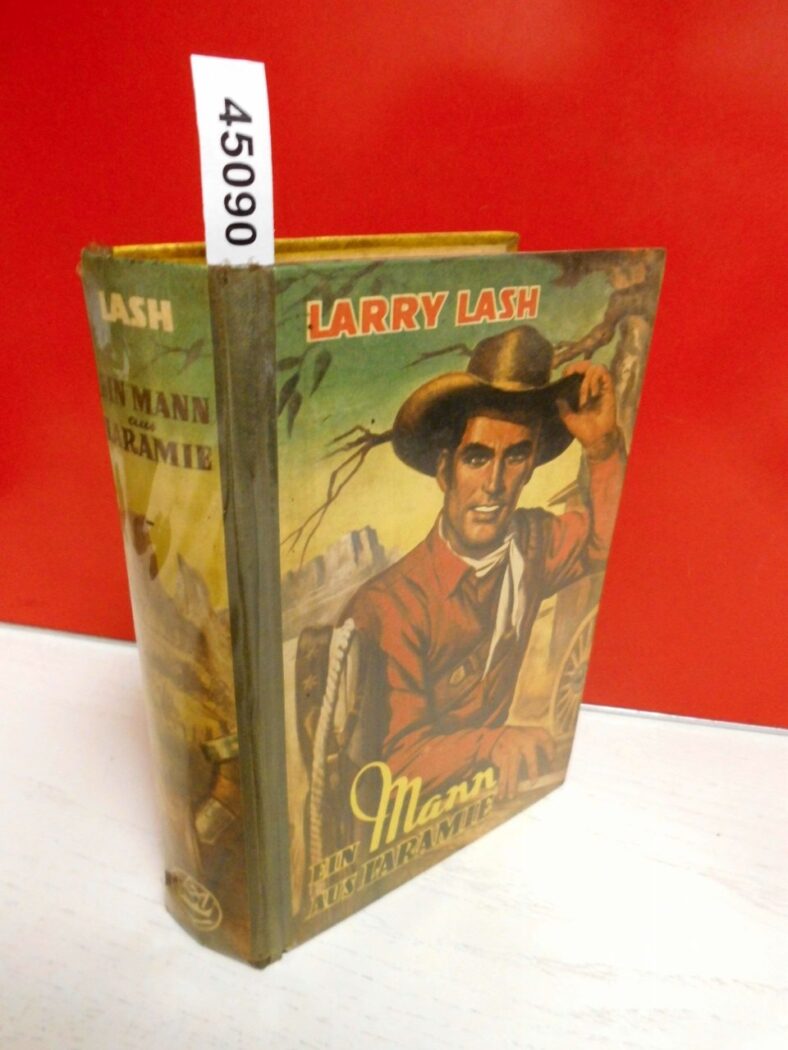 45090
LASH
EIN MANN
aus
LARAMIE
LARRY LASH
EIN Mann
AUS LARAMIE